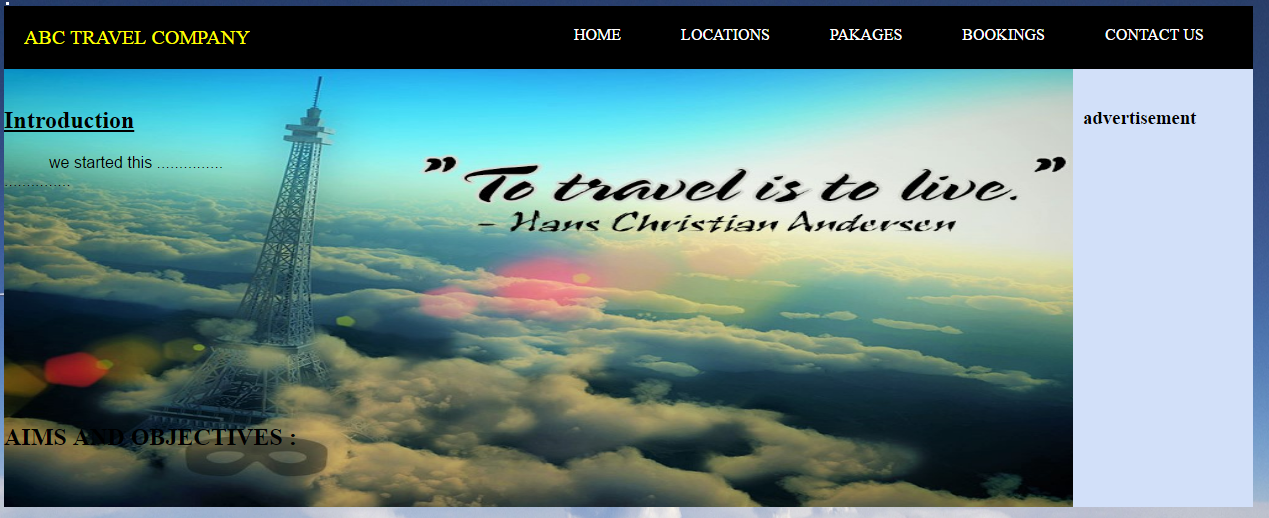 ABC TRAVEL COMPANY
HOME LOCATIONS PAKAGES BOOKINGS CONTACT US
Introduction
we started this ...............
...............
”To travel is to live.”
– Hans Christian Andersen
AIMS AND OBJECTIVES :
advertisement